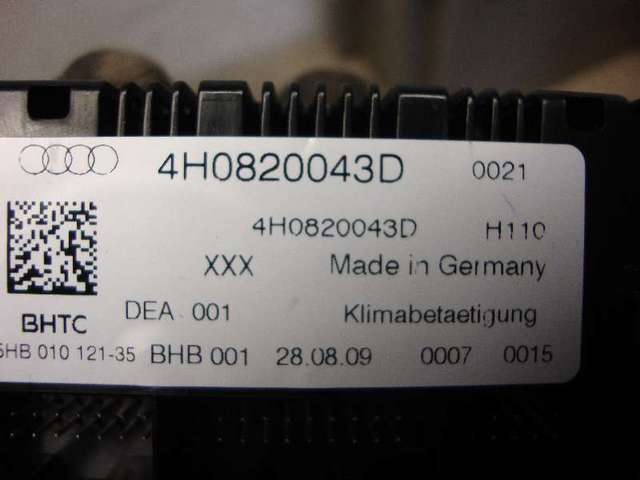 4H0820043D 0021
4H0820043D H110
XXX Made in Germany
DEA 001 Klimabetaetigung
BHTC
5HB 010 121-35 BHB 001 28.08.09 0007 0015